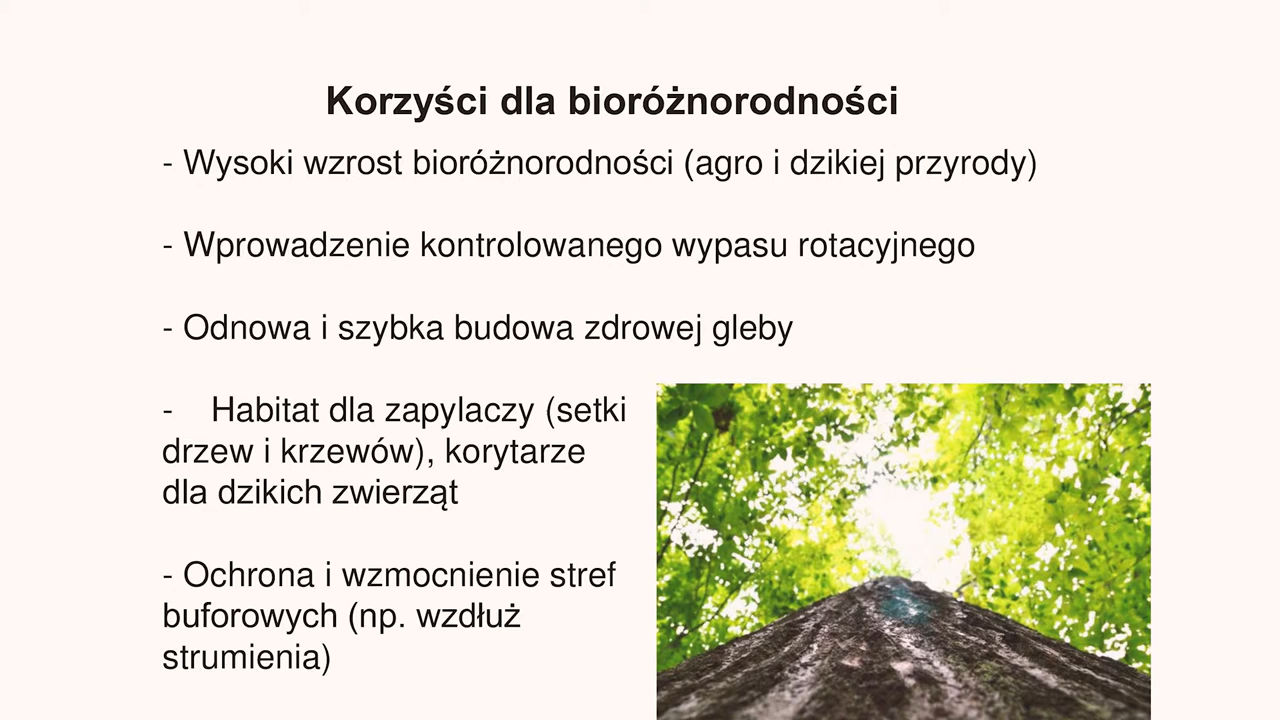 Korzyści dla bioróżnorodności
- Wysoki wzrost bioróżnorodności (agro i dzikiej przyrody)
- Wprowadzenie kontrolowanego wypasu rotacyjnego
- Odnowa i szybka budowa zdrowej gleby
- Habitat dla zapylaczy (setki
drzew i krzewów), korytarze
dla dzikich zwierząt
- Ochrona i wzmocnienie stref
buforowych (np. wzdłuż
strumienia)